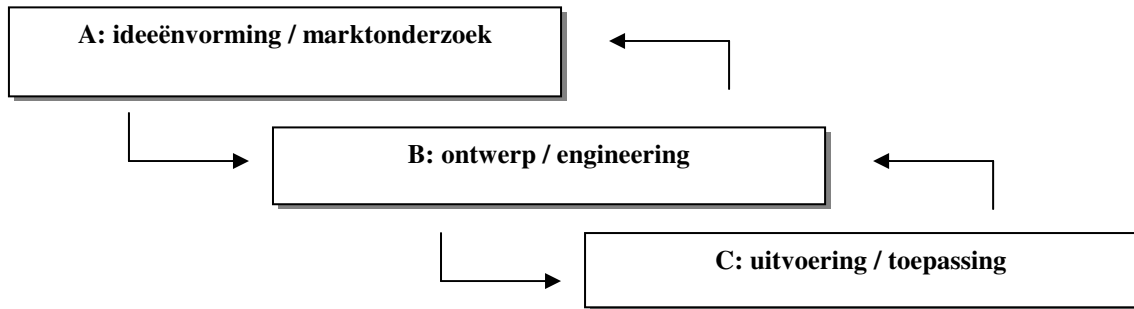 A: ideeënvorming / marktonderzoek
B: ontwerp / engineering
C: uitvoering / toepassing